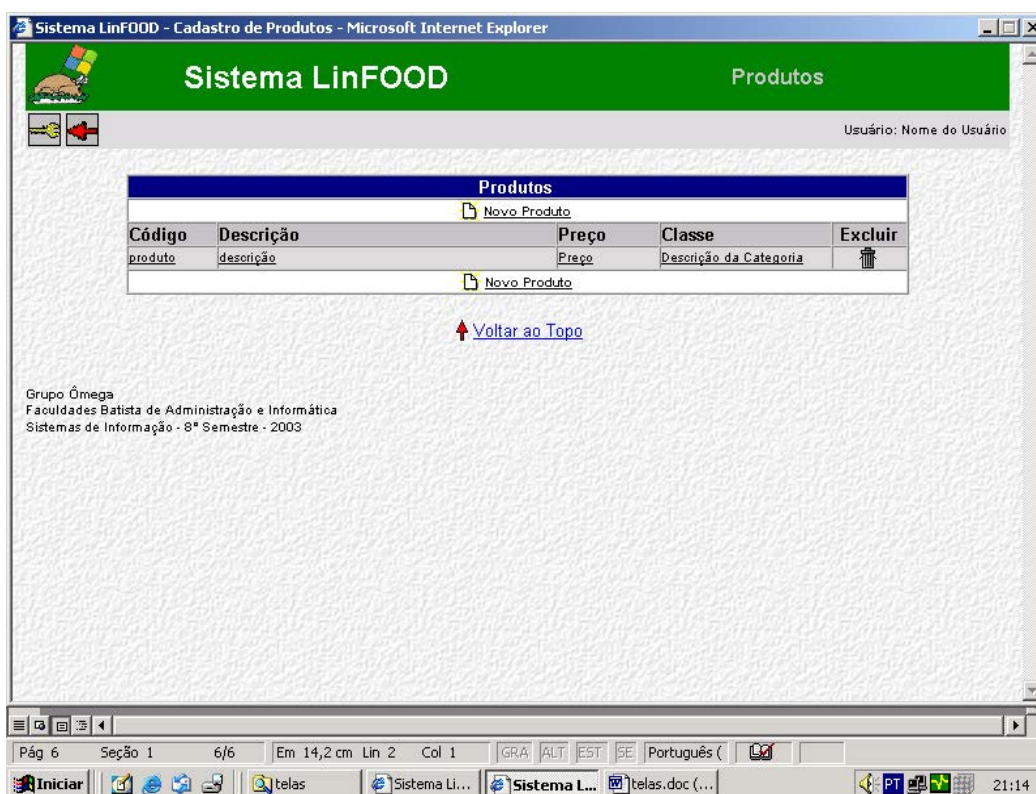 Sistema LinFOOD - Cadastro de Produtos - Microsoft Internet Explorer
Sistema LinFOOD Produtos
Usuário: Nome do Usuário
Produtos
Novo Produto
Código Descrição Preço Classe Excluir
produto descrição Preço Descrição da Categoria
Novo Produto
Voltar ao Topo
Grupo Ômega
Faculdades Batista de Administração e Informática
Sistemas de Informação - 8º Semestre - 2003
Pág 6 Seção 1 6/6 Em 14,2 cm Lin 2 Col 1 GRA ALT EST SE Português (
Iniciar telas Sistema Li... Sistema L... telas.doc (... PT 21:14